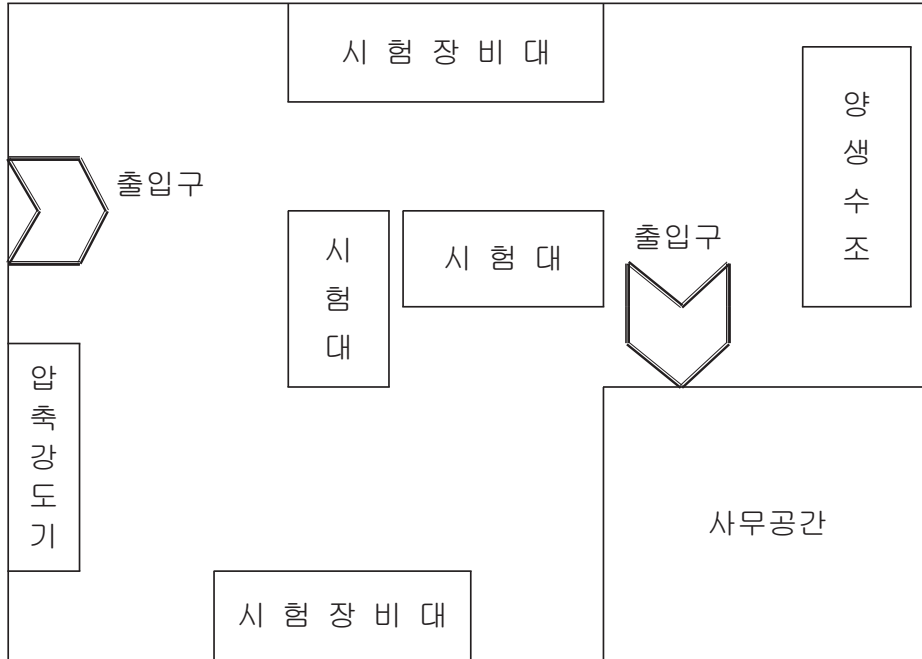 시 험 장 비 대
양생수조
출입구
시험대
시 험 대
출입구
압축강도기
사무공간
시 험 장 비 대